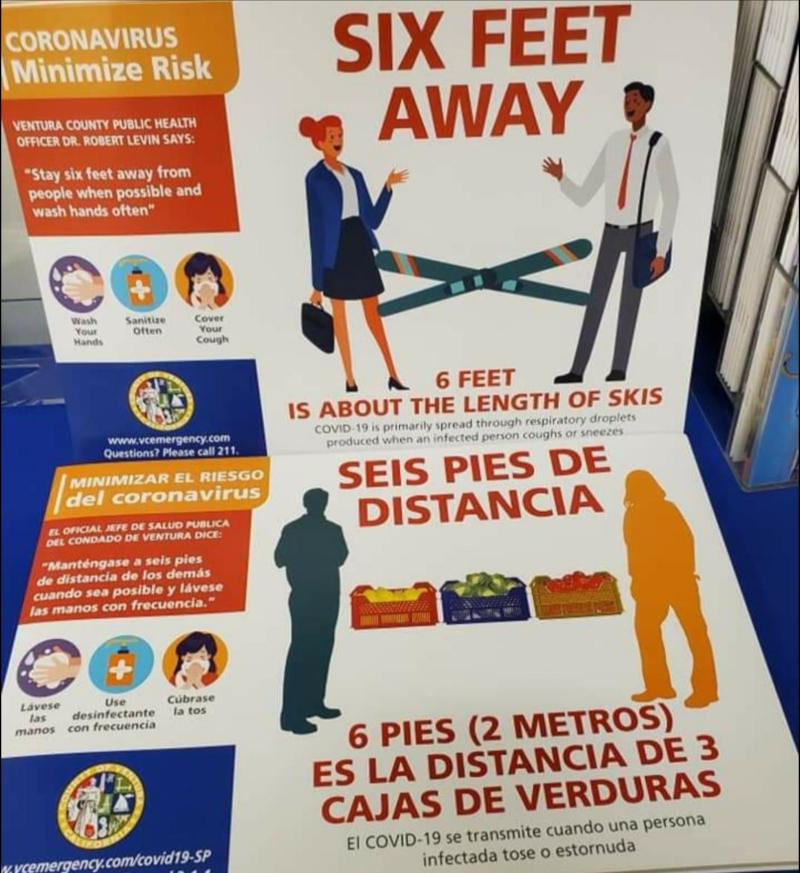 CORONAVIRUS
Minimize Risk
VENTURA COUNTY PUBLIC HEALTH
OFFICER DR. ROBERT LEVIN SAYS:
"Stay six feet away from
people when possible and
wash hands often"
Wash
Your
Hands
Sanitize
Often
Cover
Your
Cough
www.vcemergency.com
Questions? Please call 211.
SIX FEET
AWAY
6 FEET
IS ABOUT THE LENGTH OF SKIS
COVID-19 is primarily spread through respiratory droplets
produced when an infected person coughs or sneezes
MINIMIZAR EL RIESGO
del coronavirus
EL OFICIAL JEFE DE SALUD PUBLICA
DEL CONDADO DE VENTURA DICE:
"Manténgase a seis pies
de distancia de los demás
cuando sea posible y lávese
las manos con frecuencia."
Lávese
las
manos
Use
desinfectante
con frecuencia
Cúbrase
la tos
COUNTY OF VENTURA
CALIFORNIA
w.vcemergency.com/covid19-SP
SEIS PIES DE
DISTANCIA
6 PIES (2 METROS)
ES LA DISTANCIA DE 3
CAJAS DE VERDURAS
El COVID-19 se transmite cuando una persona
infectada tose o estornuda